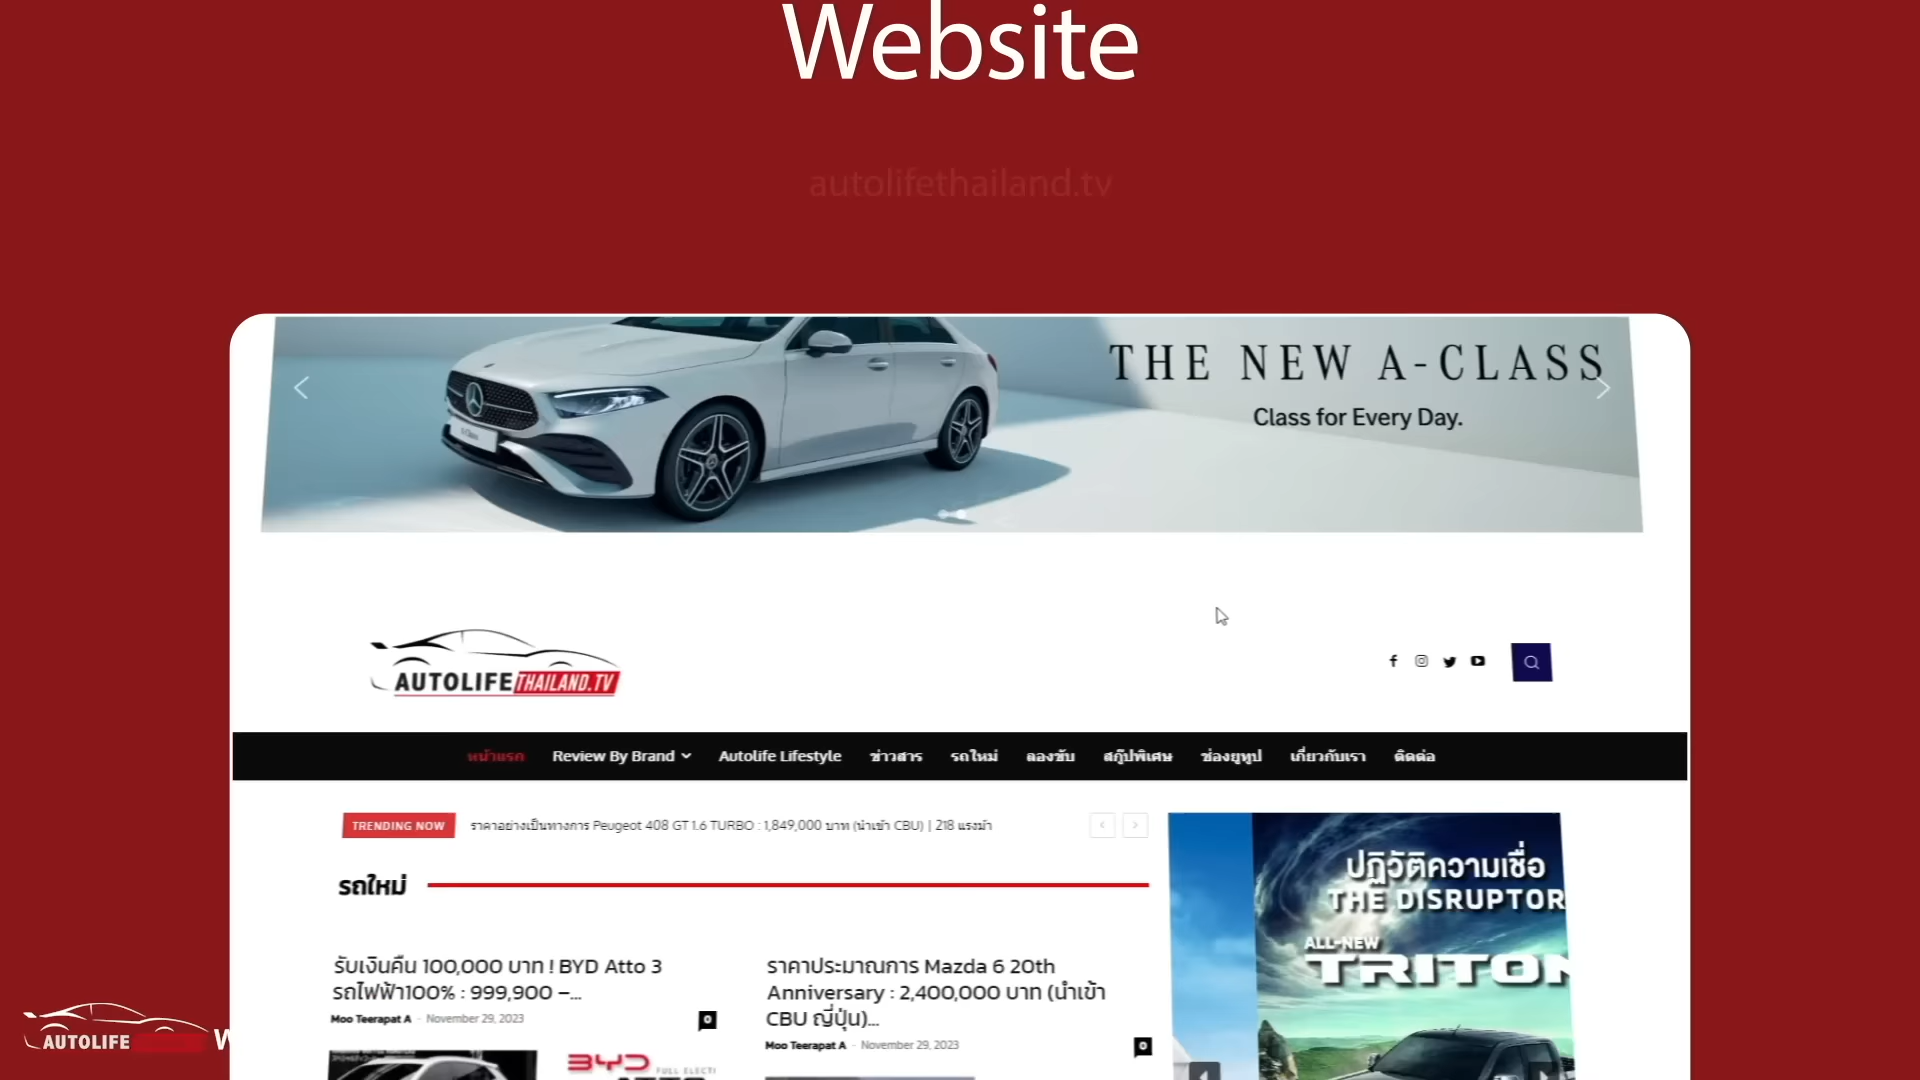 Website
autolifethailand.tv
THE NEW A-CLASS
Class for Every Day.
AUTOLIFE THAILAND.TV
หน้าแรก Review By Brand Autolife Lifestyle ข่าวสาร รถใหม่ ลองขับ สกู๊ปพิเศษ ช่องยูทูป เกี่ยวกับเรา ติดต่อ
TRENDING NOW ราคาอย่างเป็นทางการ Peugeot 408 GT 1.6 TURBO : 1,849,000 บาท (นำเข้า CBU) | 218 แรงม้า
รถใหม่
รับเงินคืน 100,000 บาท ! BYD Atto 3
รถไฟฟ้า100% : 999,900 –...
Moo Teerapat A - November 29, 2023 0
ราคาประมาณการ Mazda 6 20th
Anniversary : 2,400,000 บาท (นำเข้า
CBU ญี่ปุ่น)...
Moo Teerapat A - November 29, 2023 0
ปฏิวัติความเชื่อ
THE DISRUPTOR
ALL-NEW
TRITON
BYD FULL ELECT
AUTOLIFE W